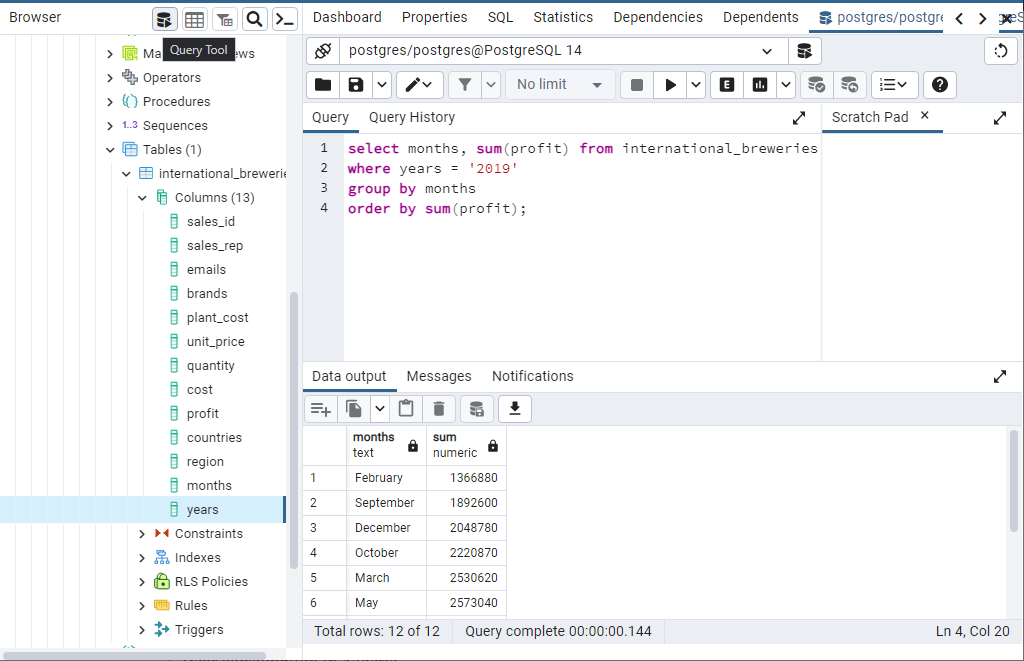 Browser
Dashboard Properties SQL Statistics Dependencies Dependents postgres/postgre
Query Tool
Operators
Procedures
1..3 Sequences
Tables (1)
international_brewerie
Columns (13)
sales_id
sales_rep
emails
brands
plant_cost
unit_price
quantity
cost
profit
countries
region
months
years
Constraints
Indexes
RLS Policies
Rules
Triggers
postgres/postgres@PostgreSQL 14
No limit
E
Query Query History
Scratch Pad
1 select months, sum(profit) from international_breweries
2 where years = '2019'
3 group by months
4 order by sum(profit);
Data output Messages Notifications
months sum
text numeric
1 February 1366880
2 September 1892600
3 December 2048780
4 October 2220870
5 March 2530620
6 May 2573040
Total rows: 12 of 12 Query complete 00:00:00.144 Ln 4, Col 20